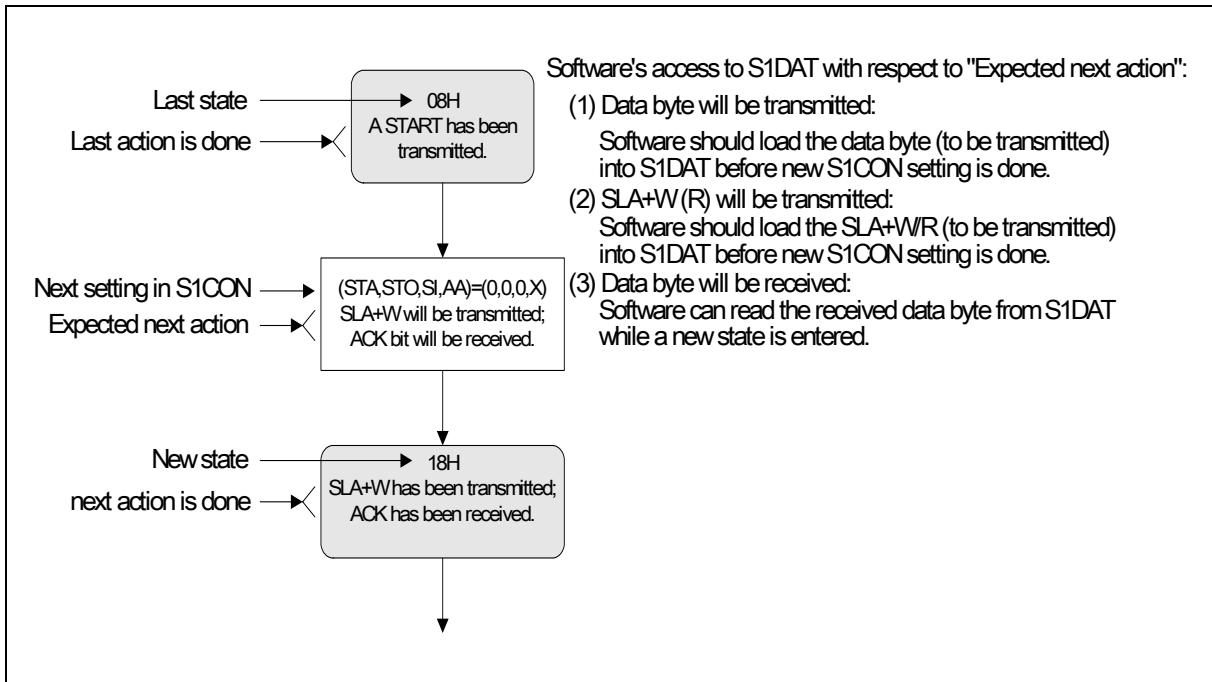 Last state
Last action is done
08H
A START has been
transmitted.
Next setting in S1CON
Expected next action
(STA,STO,SI,AA)=(0,0,0,X)
SLA+W will be transmitted;
ACK bit will be received.
New state
next action is done
18H
SLA+W has been transmitted;
ACK has been received.
Software's access to S1DAT with respect to "Expected next action":
(1) Data byte will be transmitted:
Software should load the data byte (to be transmitted)
into S1DAT before new S1CON setting is done.
(2) SLA+W (R) will be transmitted:
Software should load the SLA+W/R (to be transmitted)
into S1DAT before new S1CON setting is done.
(3) Data byte will be received:
Software can read the received data byte from S1DAT
while a new state is entered.